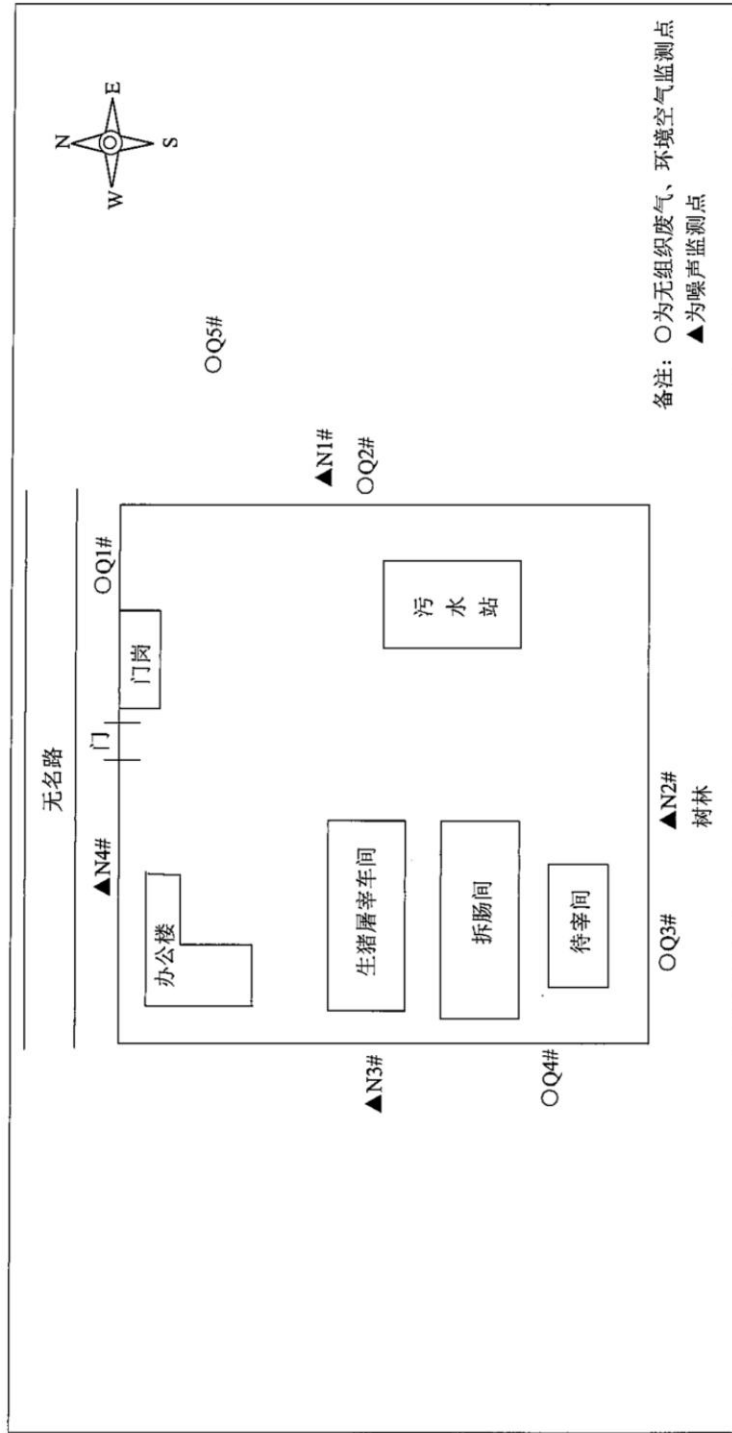 N
W
E
S
无名路
▲N4#
门
○Q1#
办公楼
门岗
○Q5#
▲N1#
○Q2#
▲N3#
生猪屠宰车间
污水站
拆肠间
○Q4#
待宰间
○Q3#
▲N2#
树林
备注：○为无组织废气、环境空气监测点
▲为噪声监测点